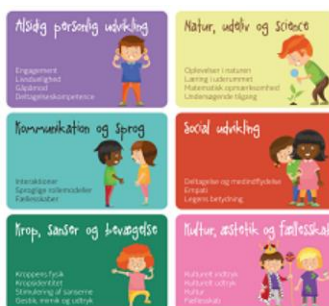 Alsidig personlig udvikling
Engagement
Livsduelighed
Gåpåmod
Deltagelseskompetence
Natur, udeliv og science
Oplevelser i naturen
Læring i uderummet
Matematisk opmærksomhed
Undersøgende tilgang
Kommunikation og sprog
Interaktioner
Sproglige rollemodeller
Fællesskaber
Social udvikling
Deltagelse og medindflydelse
Empati
Legens betydning
Krop, sanser og bevægelse
Kroppens fysik
Kropsidentitet
Stimulering af sanserne
Gestik, mimik og udtryk
Kultur, æstetik og fællesskab
Kulturelt indtryk
Kulturelt udtryk
Kultur
Fællesskab